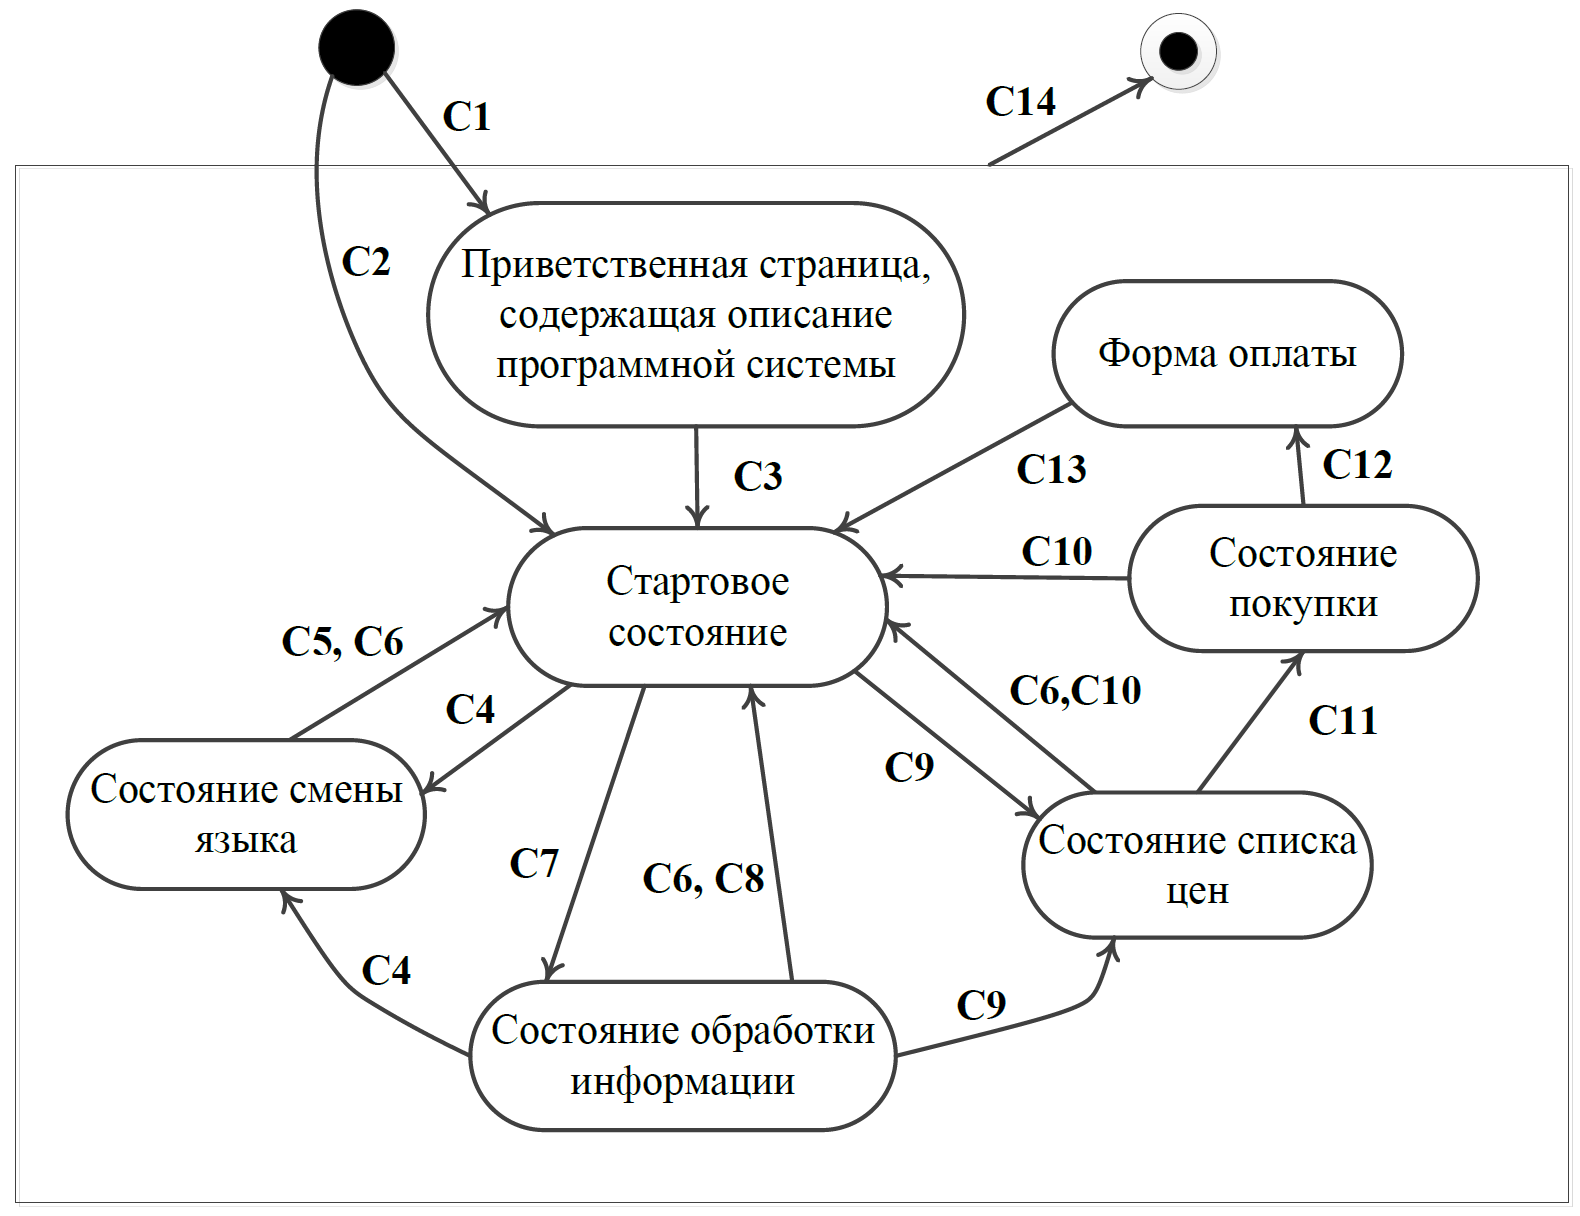 C1
C14
C2
Приветственная страница,
содержащая описание
программной системы
Форма оплаты
C3
C13
C12
C10
Состояние
покупки
Стартовое
состояние
C5, C6
C4
C6,C10
C11
C9
Состояние смены
языка
C7
C6, C8
Состояние списка
цен
C4
C9
Состояние обработки
информации